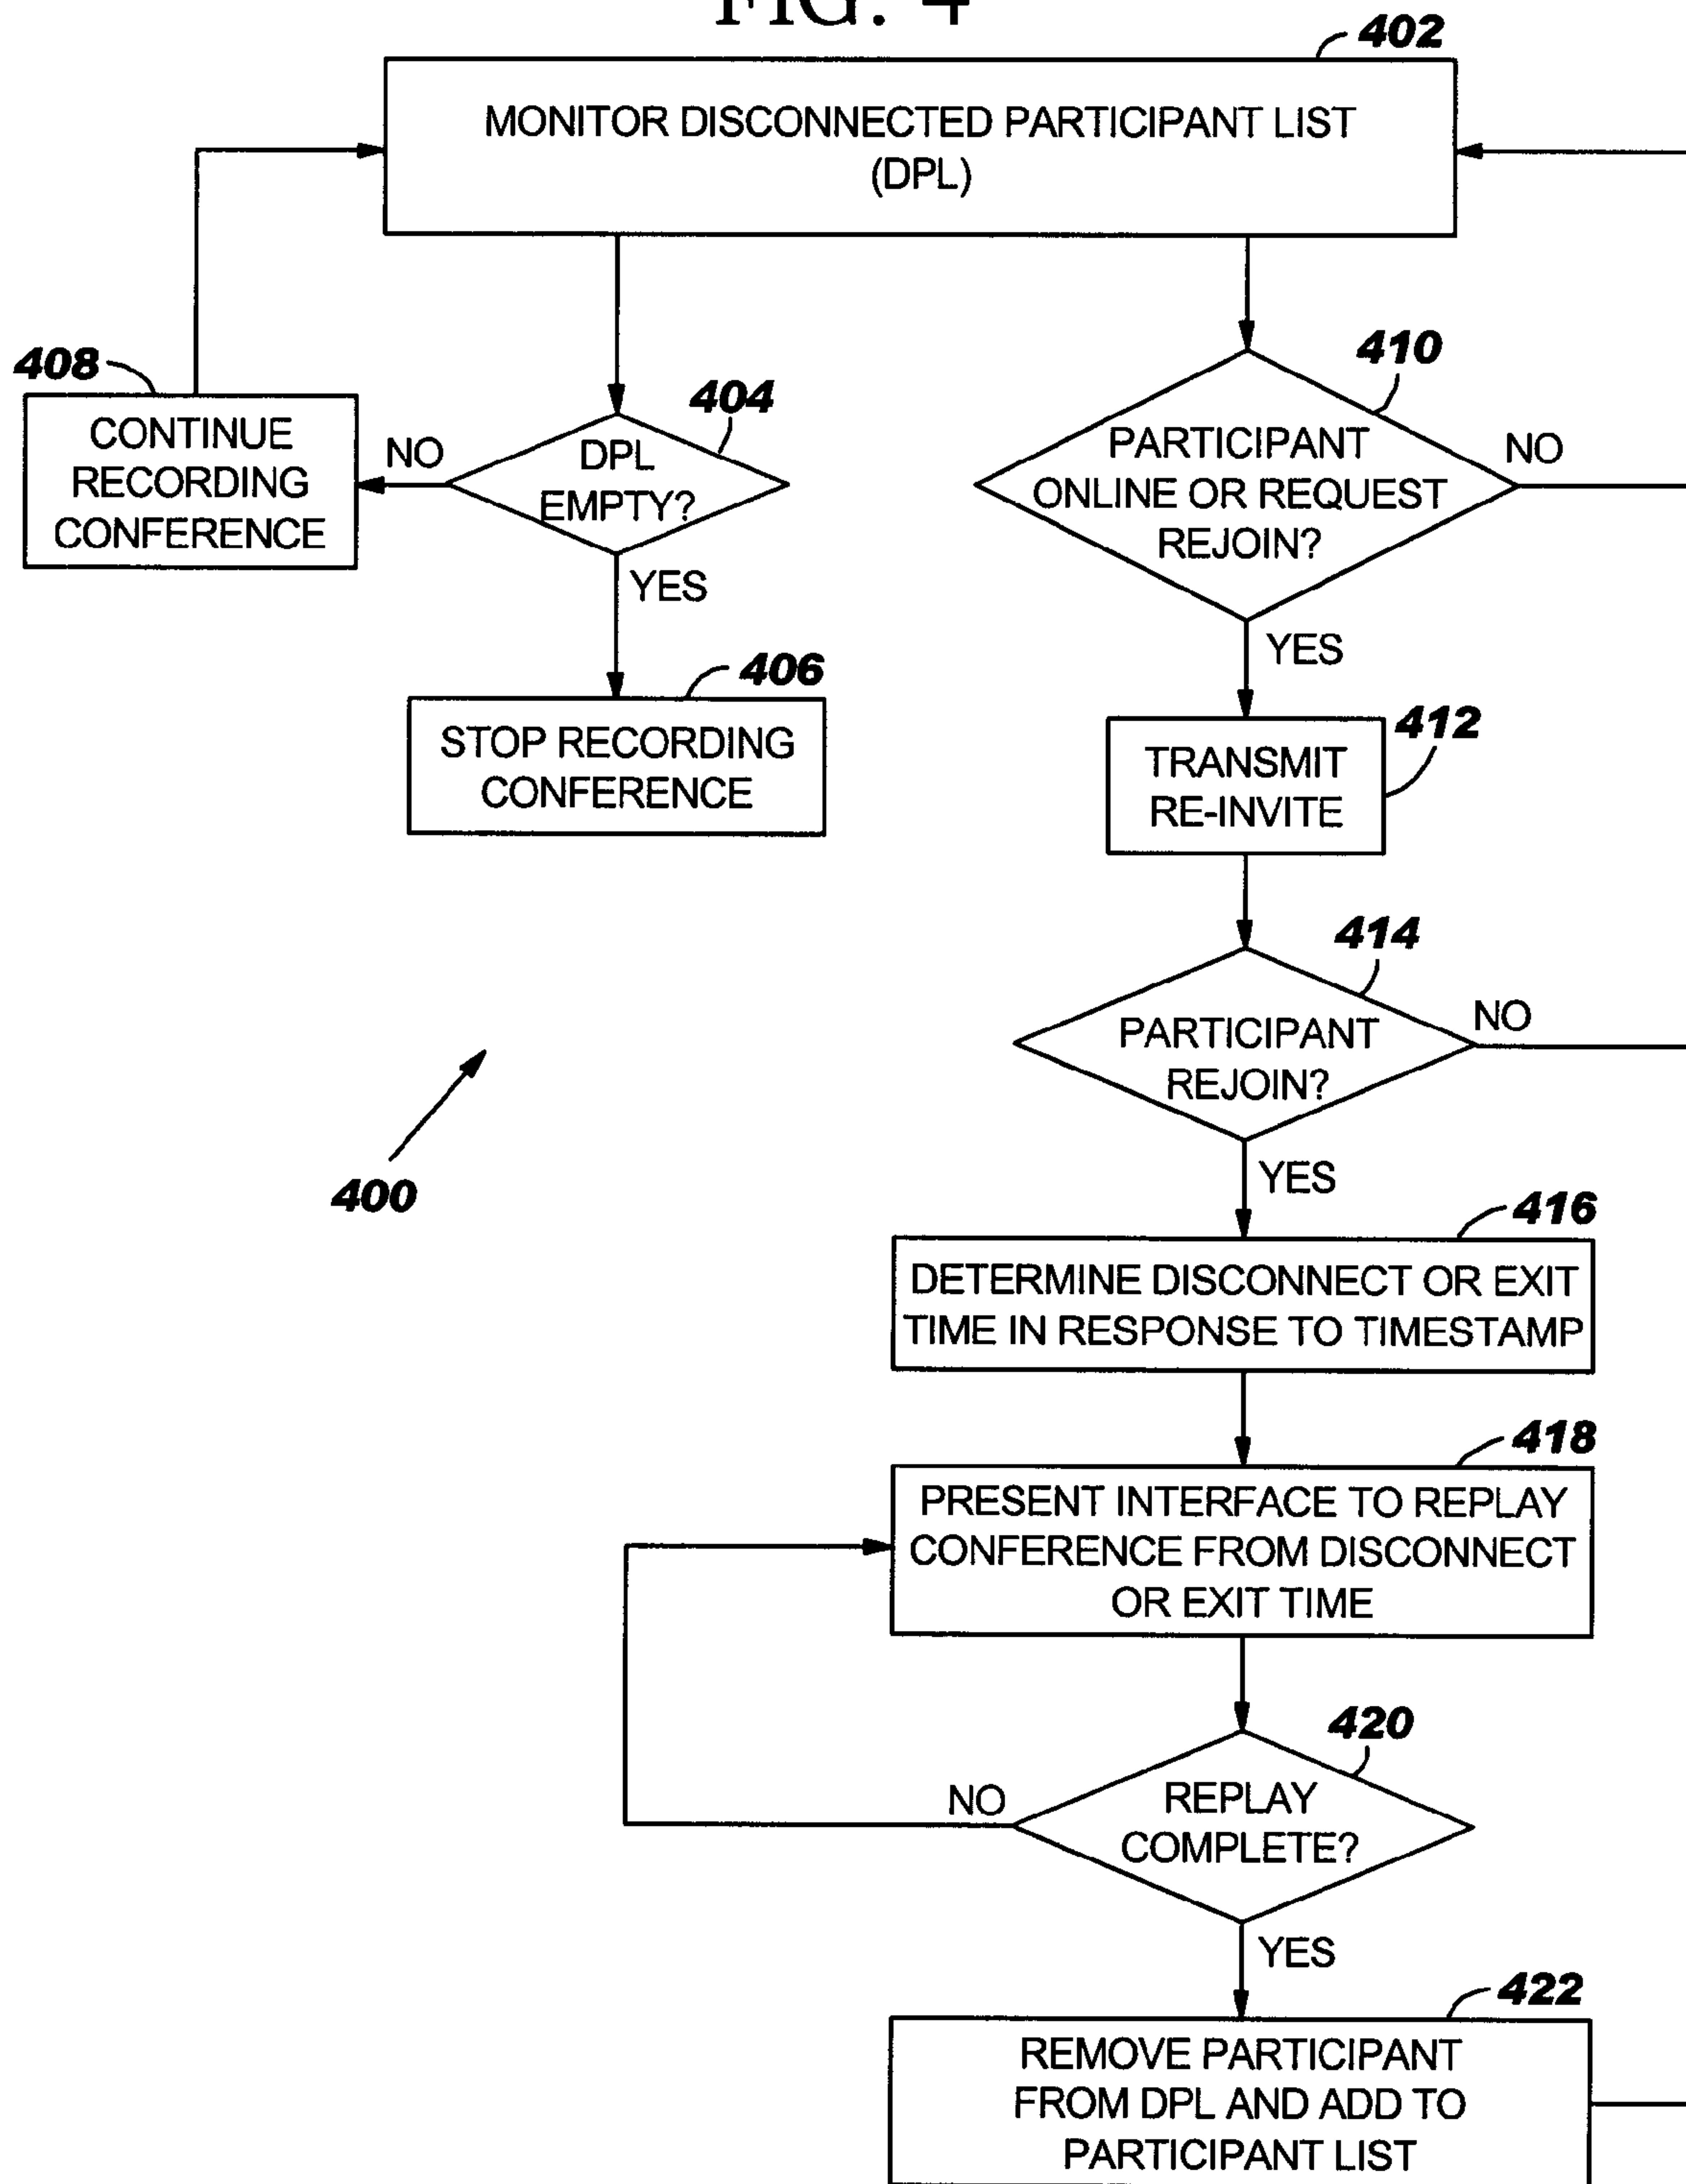 FIG. 4
402
MONITOR DISCONNECTED PARTICIPANT LIST
(DPL)
408
CONTINUE
RECORDING
CONFERENCE
NO
404
DPL
EMPTY?
YES
406
STOP RECORDING
CONFERENCE
410
PARTICIPANT
ONLINE OR REQUEST
REJOIN?
NO
YES
412
TRANSMIT
RE-INVITE
414
PARTICIPANT
REJOIN?
NO
YES
400
416
DETERMINE DISCONNECT OR EXIT
TIME IN RESPONSE TO TIMESTAMP
418
PRESENT INTERFACE TO REPLAY
CONFERENCE FROM DISCONNECT
OR EXIT TIME
420
REPLAY
COMPLETE?
NO
YES
422
REMOVE PARTICIPANT
FROM DPL AND ADD TO
PARTICIPANT LIST